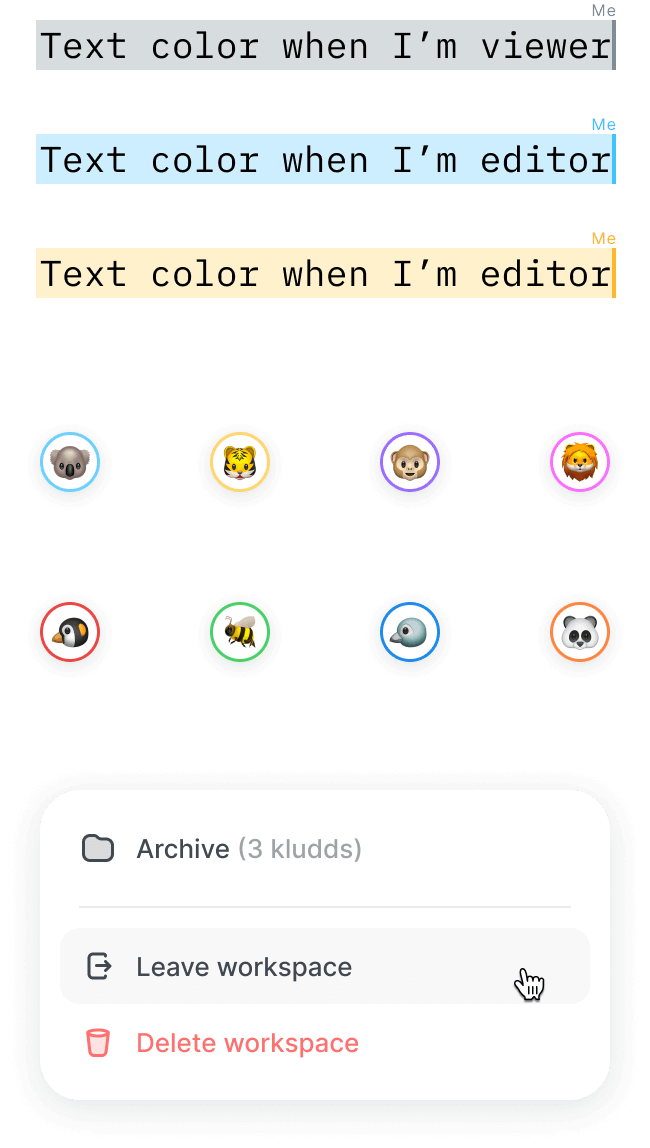 Me
Text color when I’m viewer
Me
Text color when I’m editor
Me
Text color when I’m editor
Archive (3 kludds)
Leave workspace
Delete workspace